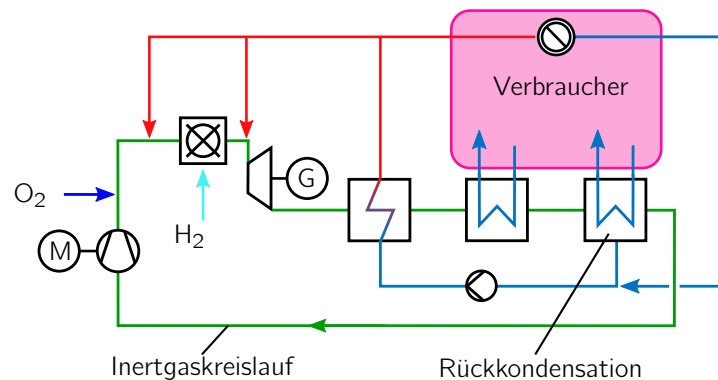 Verbraucher
G
O₂
H₂
M
Inertgaskreislauf
Rückkondensation